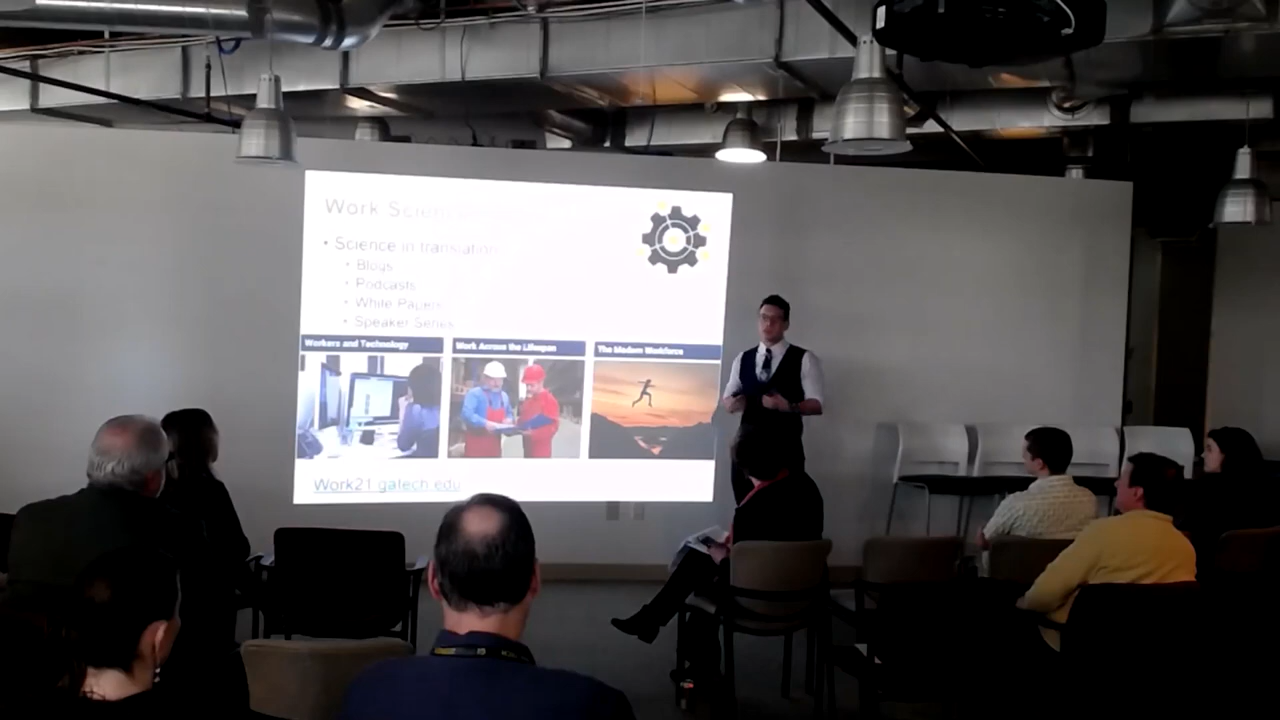 Work Science
• Science in translation
• Blogs
• Podcasts
• White Papers
• Speaker Series
Workers and Technology
Work Across the Lifespan
The Modern Workforce
Work21.gatech.edu